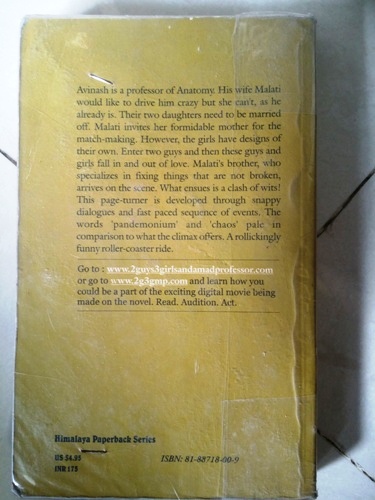 Avinash is a professor of Anatomy. His wife Malati
would like to drive him crazy but she can't, as he
already is. Their two daughters need to be married
off. Malati invites her formidable mother for the
match-making. However, the girls have designs of
their own. Enter two guys and then these guys and
girls fall in and out of love. Malati's brother, who
specializes in fixing things that are not broken,
arrives on the scene. What ensues is a clash of wits!
This page-turner is developed through snappy
dialogues and fast paced sequence of events. The
words 'pandemonium' and 'chaos' pale in
comparison to what the climax offers. A rollickingly
funny roller-coaster ride.
Go to : www.2guys3girlsandamadprofessor.com
or go to www.2g3gmp.com and learn how you
could be a part of the exciting digital movie being
made on the novel. Read. Audition. Act.
Himalaya Paperback Series
US $4.95
INR 175
ISBN: 81-88718-00-9